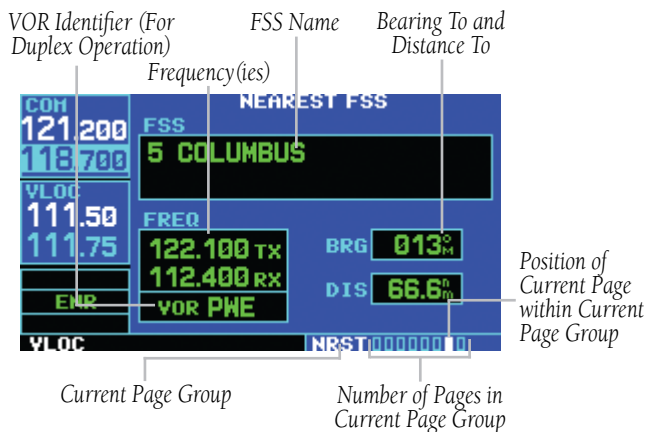 VOR Identifier (For
Duplex Operation)
FSS Name
Bearing To and
Distance To
Frequency(ies)
COM
121.200
118.700
VLOC
111.50
111.75
ENR
VLOC
NEAREST FSS
FSS
5 COLUMBUS
FREQ
122.100 TX
112.400 RX
VOR PWE
BRG 013°M
DIS 66.6nm
NRST
Position of
Current Page
within Current
Page Group
Current Page Group
Number of Pages in
Current Page Group